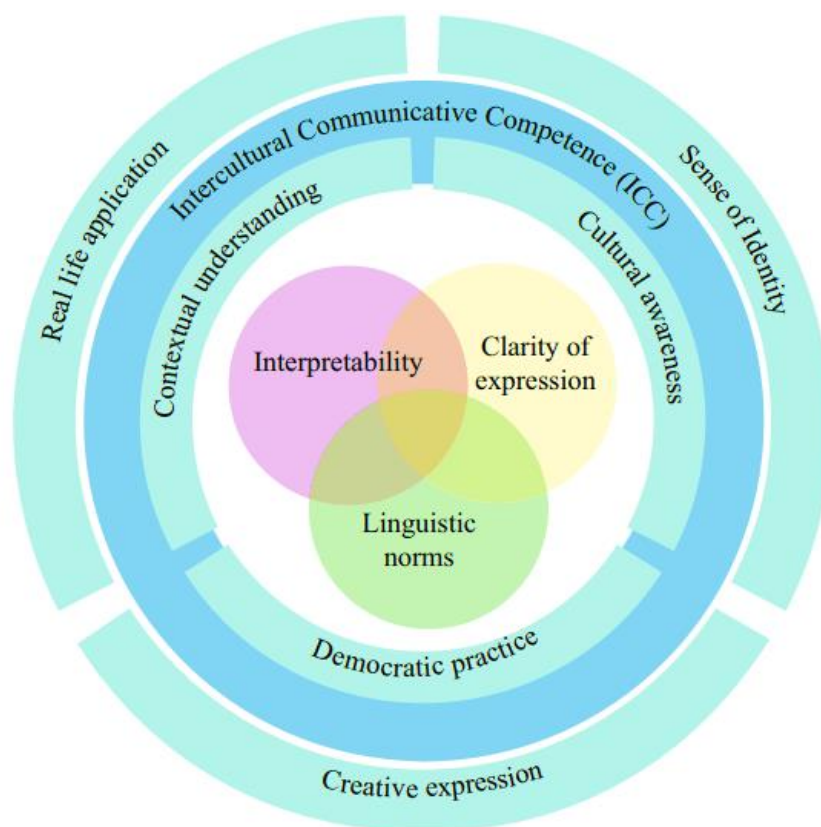 Intercultural Communicative Competence (ICC)
Real life application
Sense of Identity
Contextual understanding
Cultural awareness
Interpretability
Clarity of
expression
Linguistic
norms
Democratic practice
Creative expression